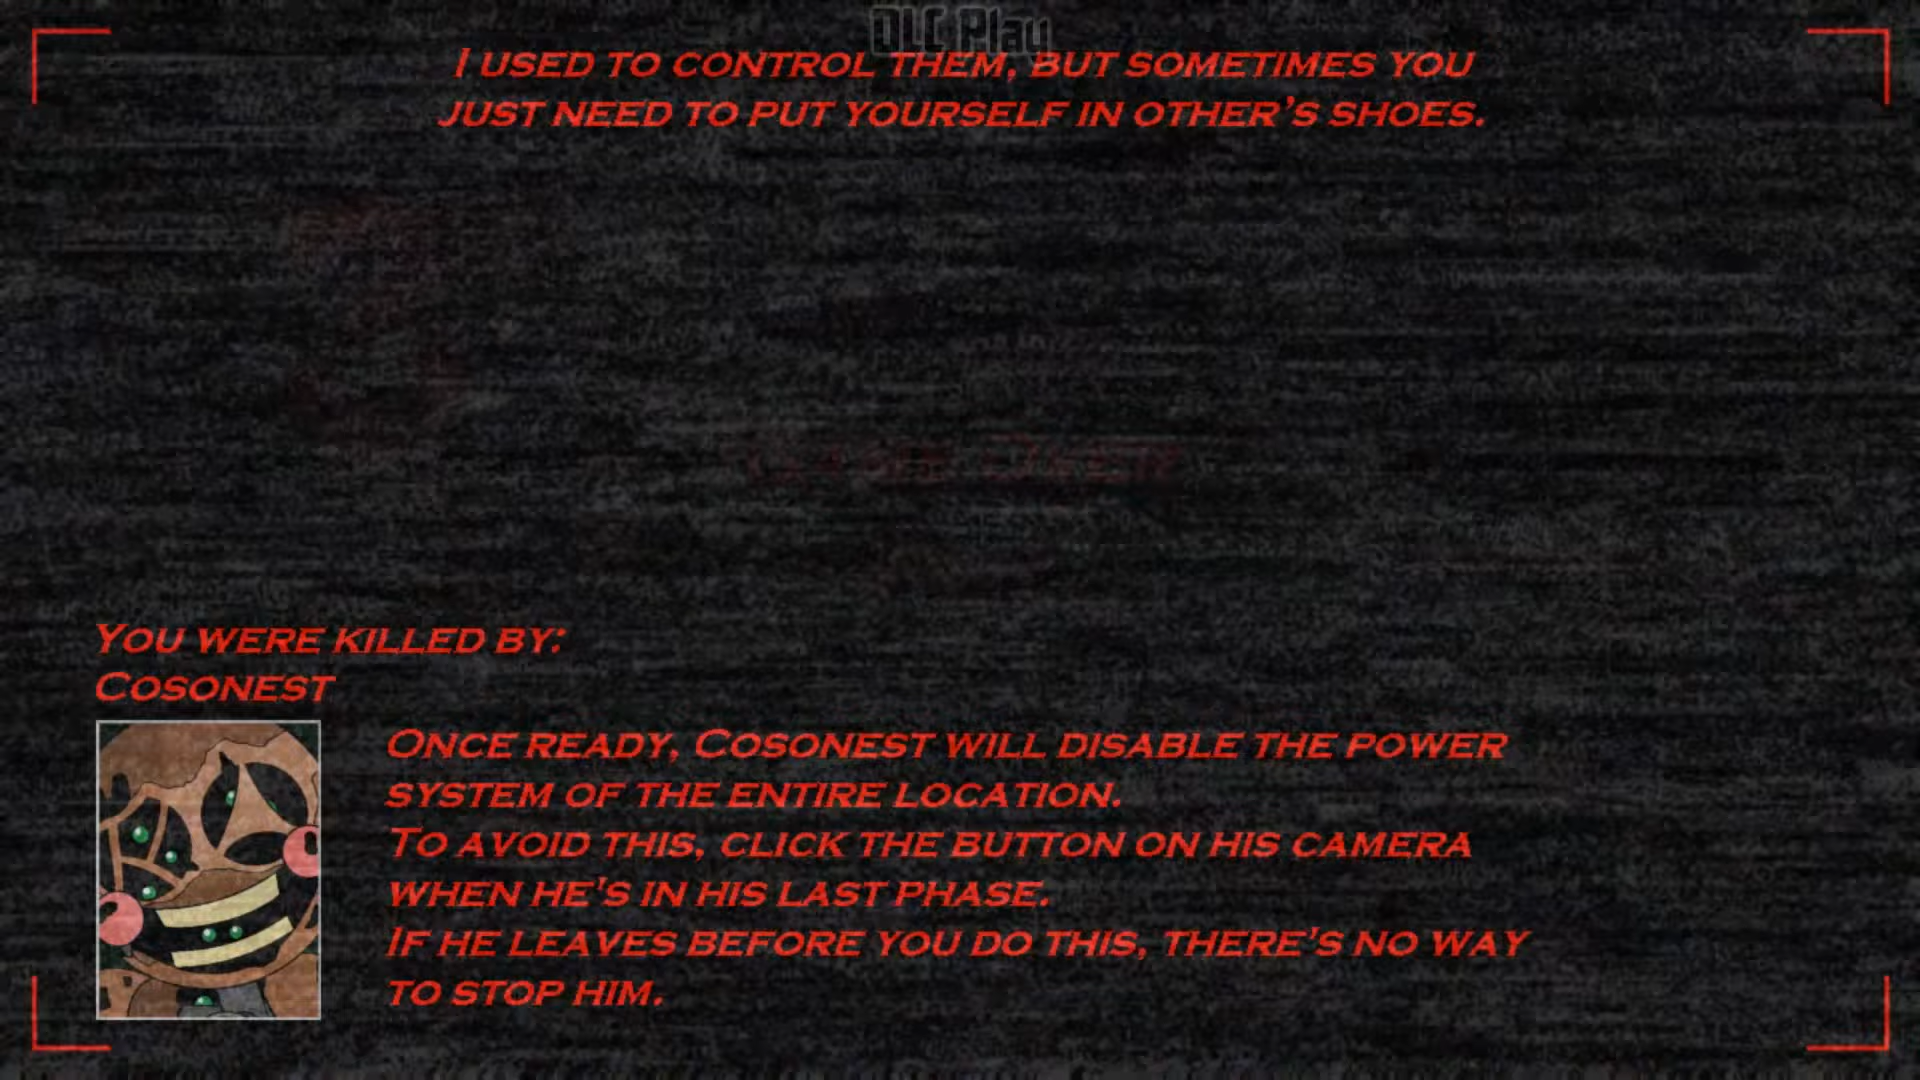 DLC Play
I USED TO CONTROL THEM, BUT SOMETIMES YOU
JUST NEED TO PUT YOURSELF IN OTHER'S SHOES.
GAME OVER
YOU WERE KILLED BY:
COSONEST
ONCE READY, COSONEST WILL DISABLE THE POWER
SYSTEM OF THE ENTIRE LOCATION.
TO AVOID THIS, CLICK THE BUTTON ON HIS CAMERA
WHEN HE'S IN HIS LAST PHASE.
IF HE LEAVES BEFORE YOU DO THIS, THERE'S NO WAY
TO STOP HIM.